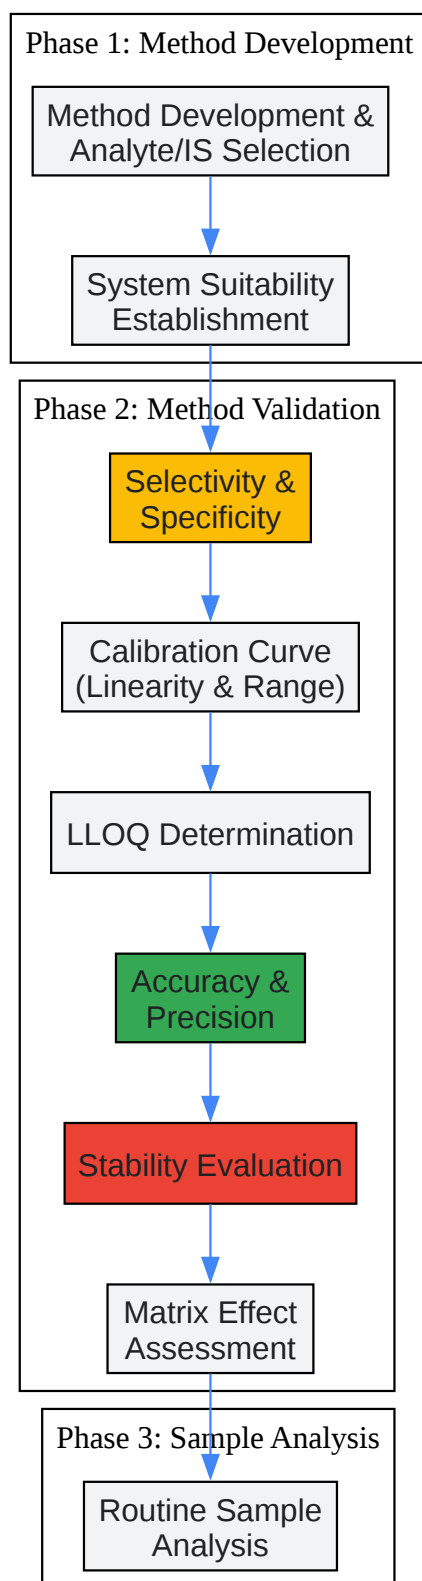 Phase 1: Method Development
Method Development &
Analyte/IS Selection
System Suitability
Establishment
Phase 2: Method Validation
Selectivity &
Specificity
Calibration Curve
(Linearity & Range)
LLOQ Determination
Accuracy &
Precision
Stability Evaluation
Matrix Effect
Assessment
Phase 3: Sample Analysis
Routine Sample
Analysis